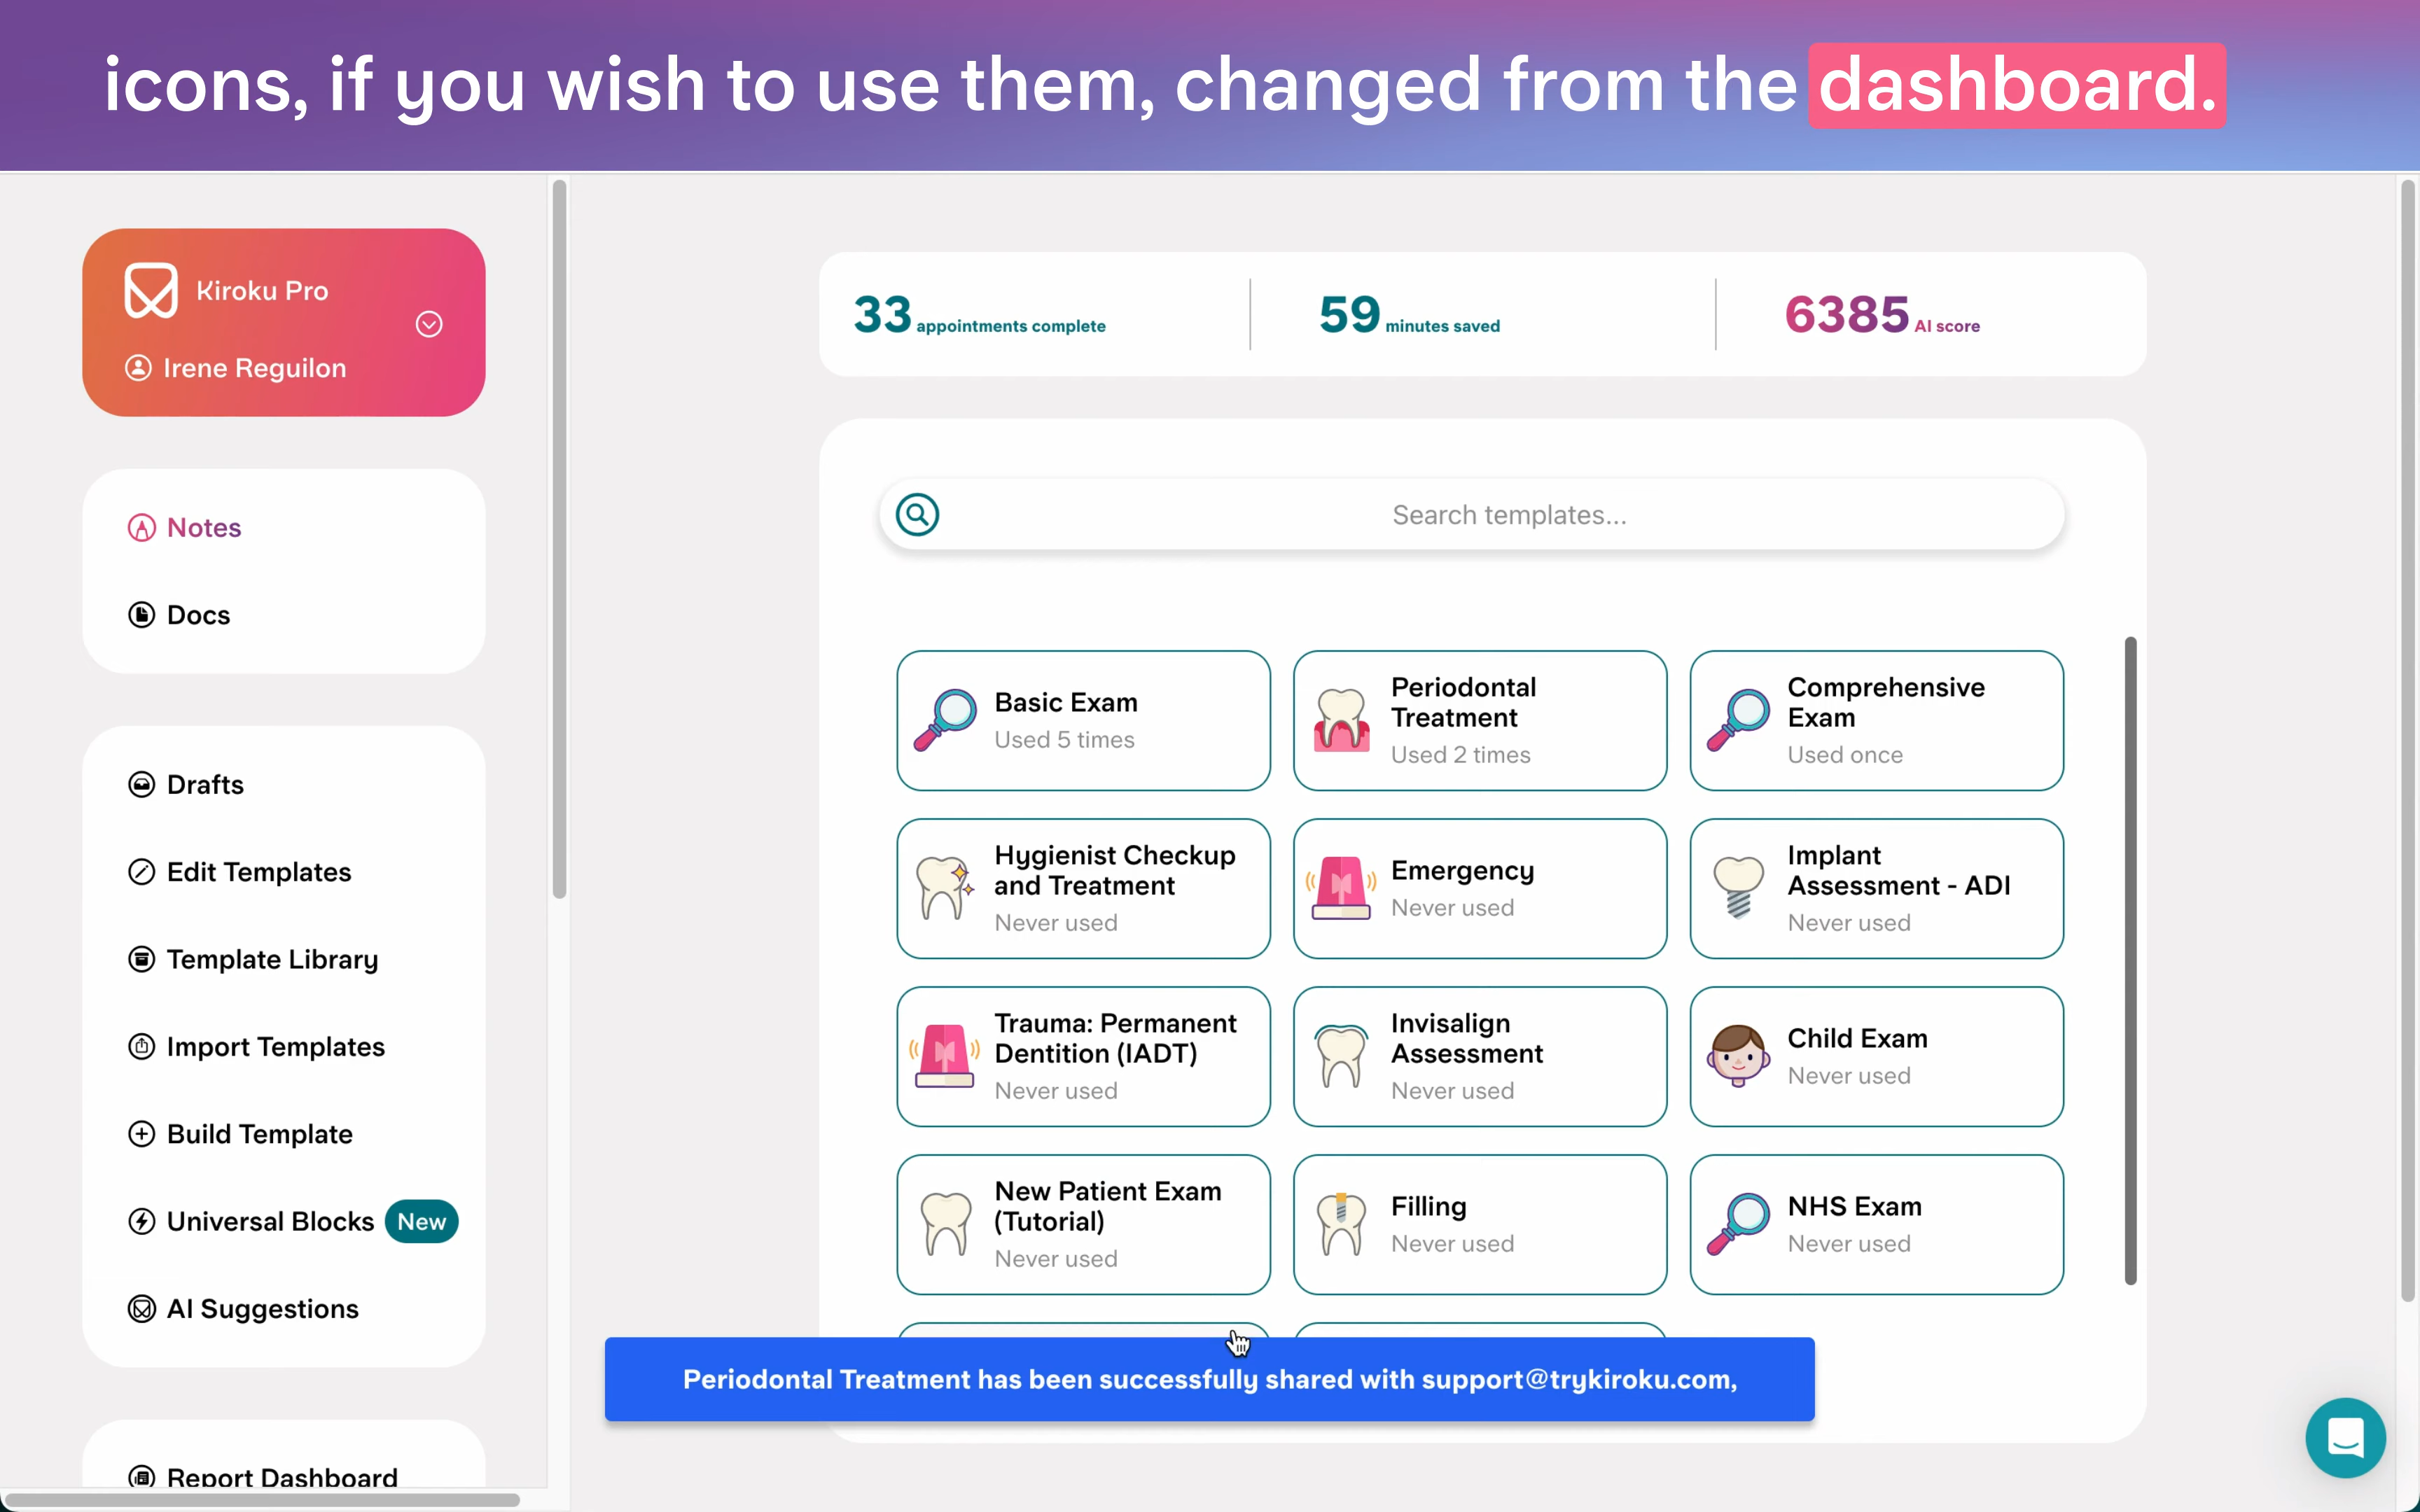 icons, if you wish to use them, changed from the dashboard.
Kiroku Pro
Irene Reguilon
Notes
Docs
Drafts
Edit Templates
Template Library
Import Templates
Build Template
Universal Blocks New
AI Suggestions
Report Dashboard
33 appointments complete
59 minutes saved
6385 AI score
Search templates...
Basic Exam
Used 5 times
Periodontal
Treatment
Used 2 times
Comprehensive
Exam
Used once
Hygienist Checkup
and Treatment
Never used
Emergency
Never used
Implant
Assessment - ADI
Never used
Trauma: Permanent
Dentition (IADT)
Never used
Invisalign
Assessment
Never used
Child Exam
Never used
New Patient Exam
(Tutorial)
Never used
Filling
Never used
NHS Exam
Never used
Periodontal Treatment has been successfully shared with support@trykiroku.com,